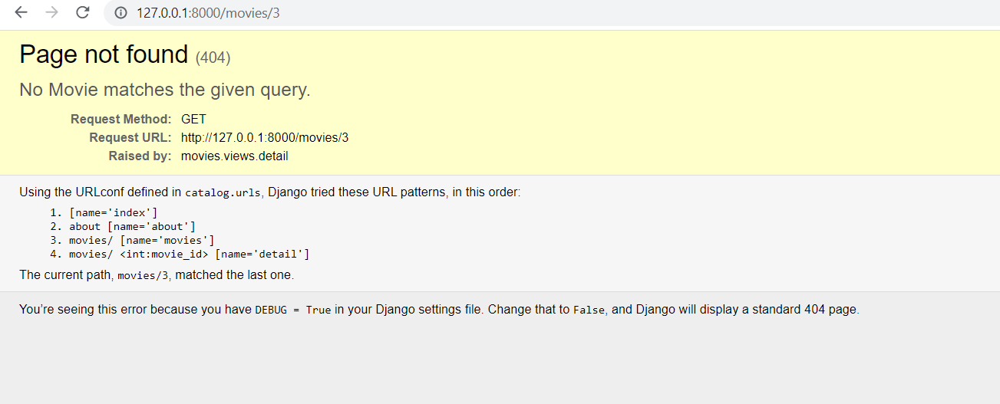 127.0.0.1:8000/movies/3
Page not found (404)
No Movie matches the given query.
Request Method: GET
Request URL: http://127.0.0.1:8000/movies/3
Raised by: movies.views.detail
Using the URLconf defined in catalog.urls, Django tried these URL patterns, in this order:
1. [name='index']
2. about [name='about']
3. movies/ [name='movies']
4. movies/ <int:movie_id> [name='detail']
The current path, movies/3, matched the last one.
You’re seeing this error because you have DEBUG = True in your Django settings file. Change that to False, and Django will display a standard 404 page.